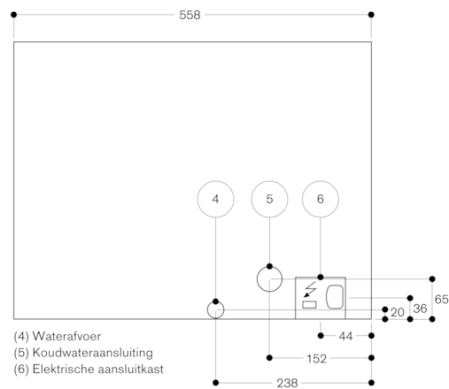 558
4 5 6
65
36
20
44
152
238
(4) Waterafvoer
(5) Koudwateraansluiting
(6) Elektrische aansluitkast